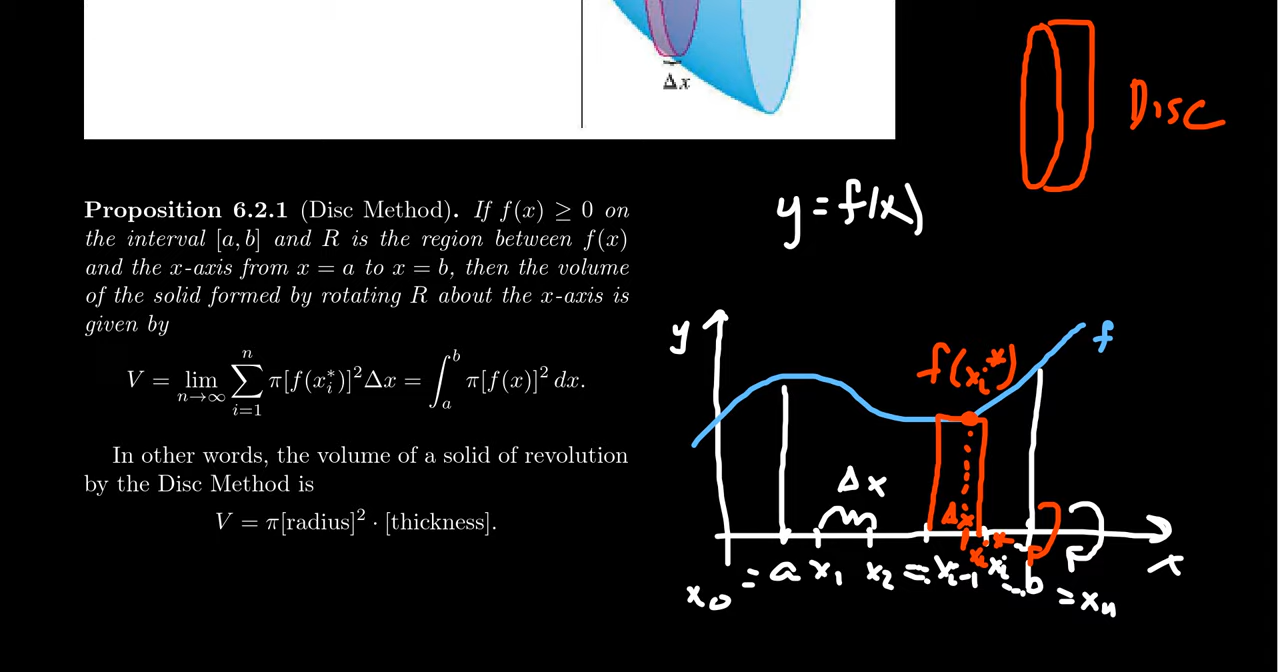 Δx
Disc
y = f(x)
Proposition 6.2.1 (Disc Method). If f(x) ≥ 0 on
the interval [a, b] and R is the region between f(x)
and the x-axis from x = a to x = b, then the volume
of the solid formed by rotating R about the x-axis is
given by
V = lim_{n→∞} ∑_{i=1}^{n} π[f(x_i^*)]²Δx = ∫_a^b π[f(x)]² dx.
In other words, the volume of a solid of revolution
by the Disc Method is
V = π[radius]² · [thickness].
y
f
f(x_i^*)
Δx
Δx
x_i^*
x
x_0 = a x_1 x_2 ... x_{i-1} x_i ... b = x_n